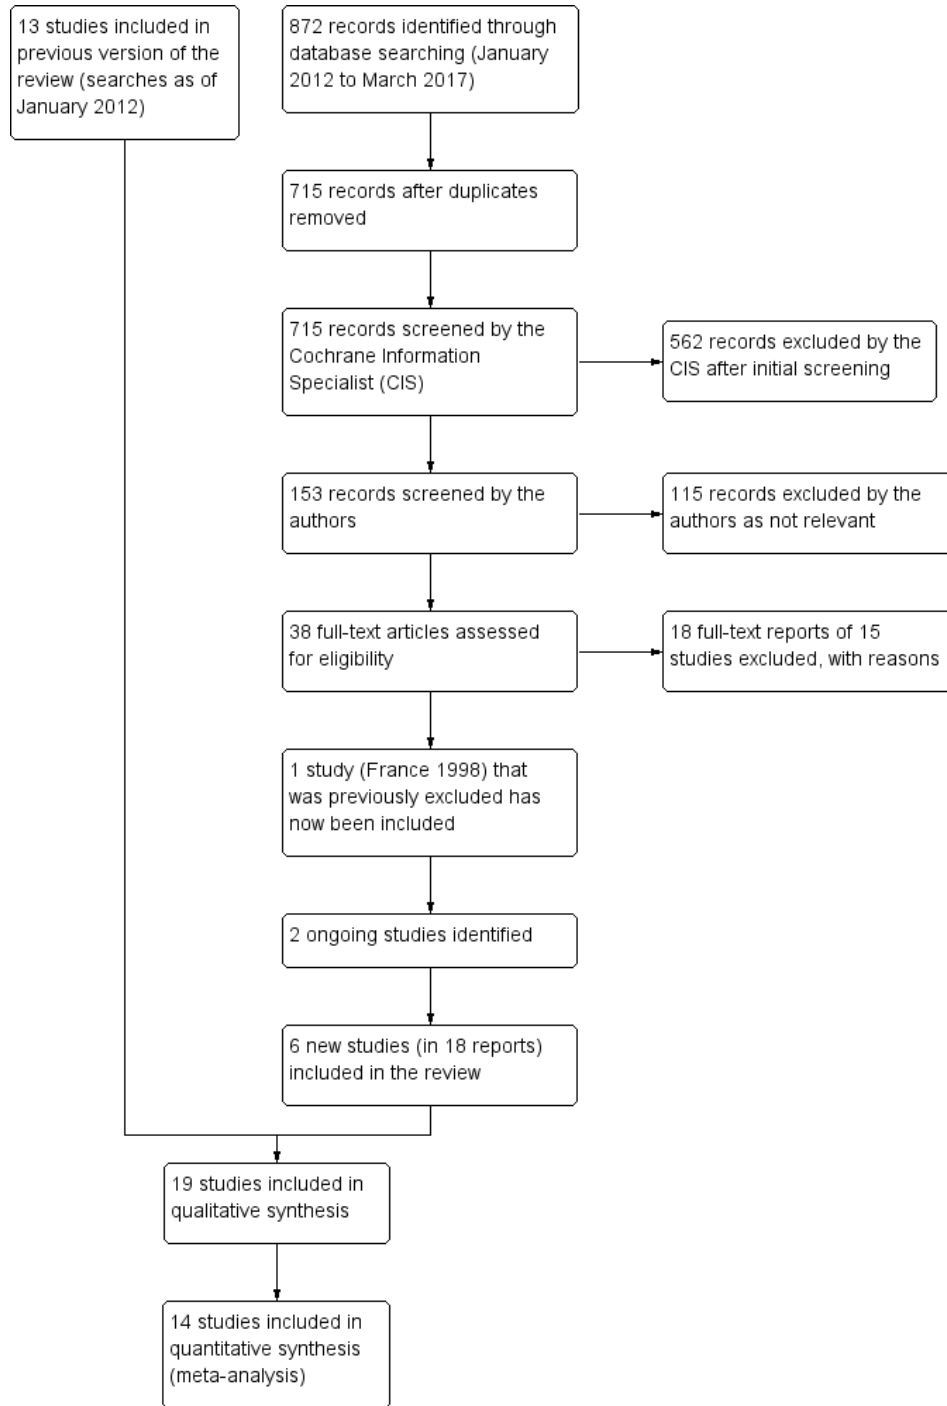 13 studies included in
previous version of the
review (searches as of
January 2012)
872 records identified through
database searching (January
2012 to March 2017)
715 records after duplicates
removed
715 records screened by the
Cochrane Information
Specialist (CIS)
562 records excluded by the
CIS after initial screening
153 records screened by the
authors
115 records excluded by the
authors as not relevant
38 full-text articles assessed
for eligibility
18 full-text reports of 15
studies excluded, with reasons
1 study (France 1998) that
was previously excluded has
now been included
2 ongoing studies identified
6 new studies (in 18 reports)
included in the review
19 studies included in
qualitative synthesis
14 studies included in
quantitative synthesis
(meta-analysis)